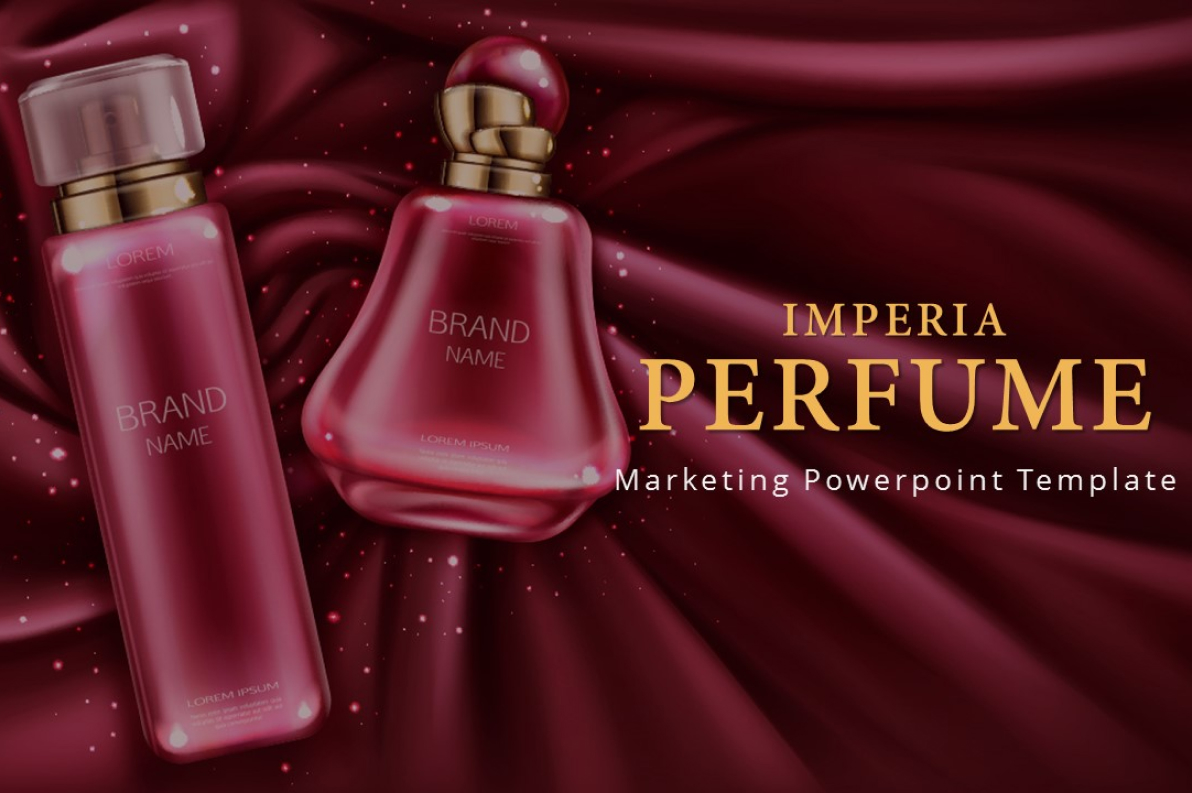 LOREM
BRAND
NAME
LOREM IPSUM
LOREM
BRAND
NAME
LOREM IPSUM
IMPERIA
PERFUME
Marketing Powerpoint Template